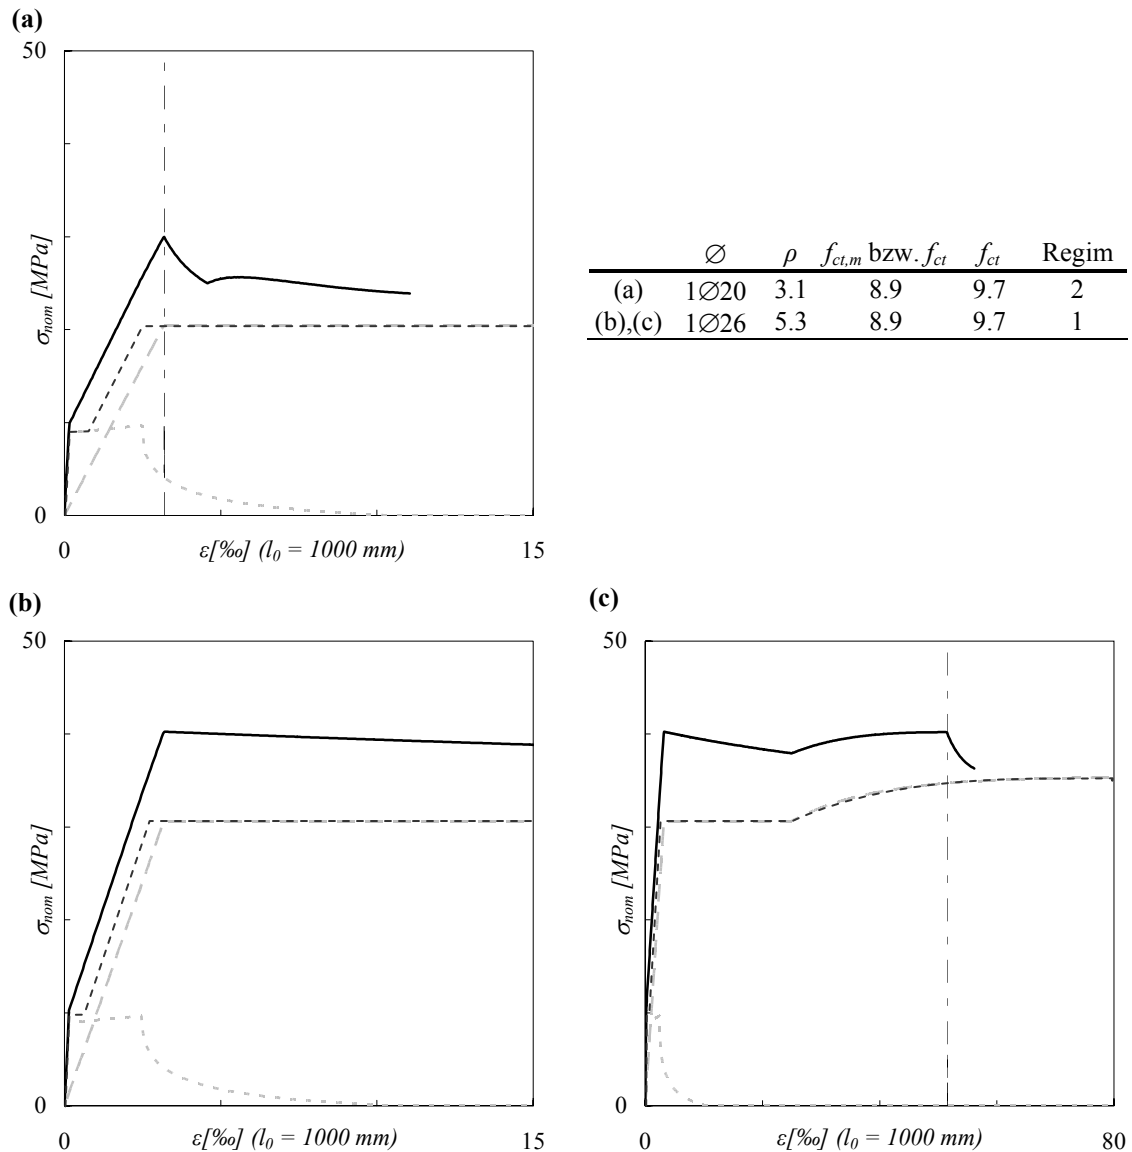 (a)
50
σnom [MPa]
0
0 ε[‰] (l0 = 1000 mm) 15
∅ ρ fct,m bzw. fct fct Regim
(a) 1∅20 3.1 8.9 9.7 2
(b),(c) 1∅26 5.3 8.9 9.7 1
(b)
50
σnom [MPa]
0
0 ε[‰] (l0 = 1000 mm) 15
(c)
50
σnom [MPa]
0
0 ε[‰] (l0 = 1000 mm) 80